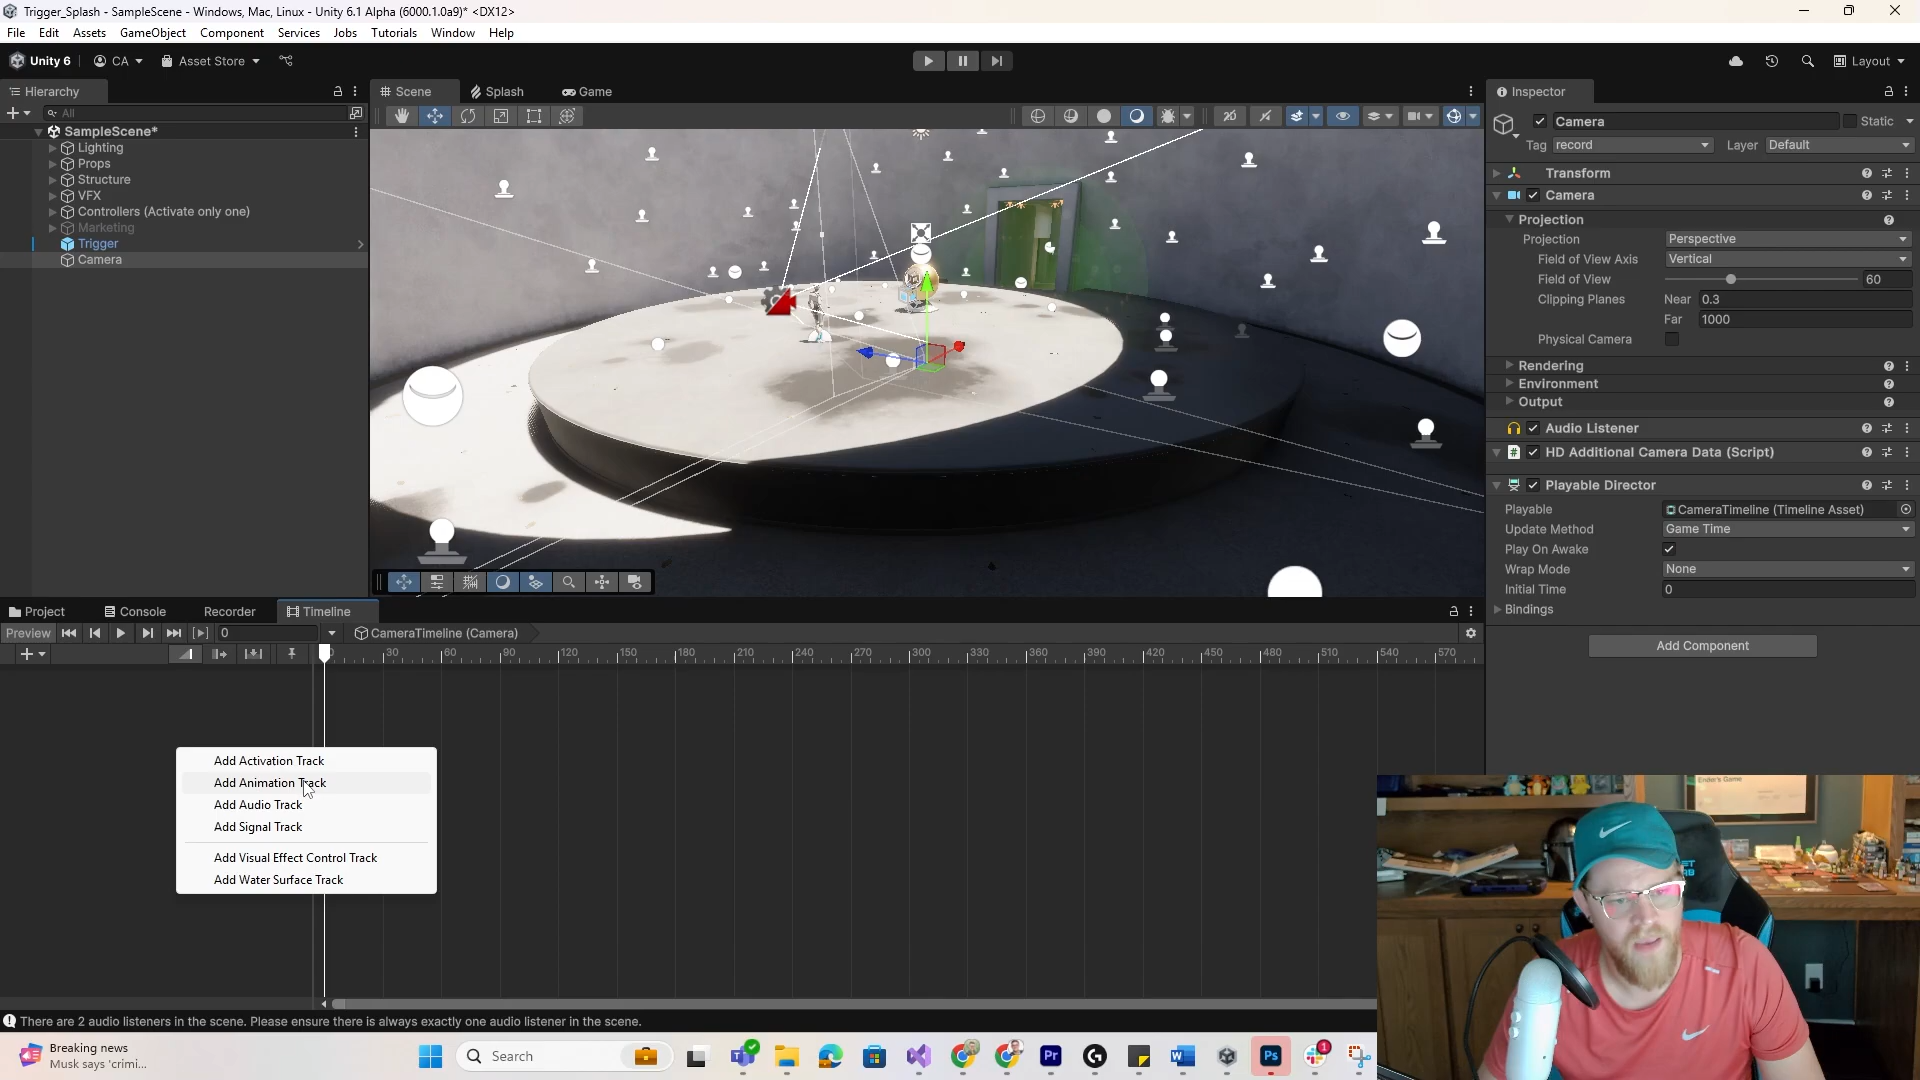 Trigger_Splash - SampleScene - Windows, Mac, Linux - Unity 6.1 Alpha (6000.1.0a9)* <DX12>
File Edit Assets GameObject Component Services Jobs Tutorials Window Help
Unity 6 CA Asset Store Layout
Hierarchy
All
SampleScene*
Lighting
Props
Structure
VFX
Controllers (Activate only one)
Marketing
Trigger
Camera
Scene Splash Game
2D
Inspector
Camera Static
Tag record Layer Default
Transform
Camera
Projection
Projection Perspective
Field of View Axis Vertical
Field of View 60
Clipping Planes Near 0.3
Far 1000
Physical Camera
Rendering
Environment
Output
Audio Listener
# HD Additional Camera Data (Script)
Playable Director
Playable CameraTimeline (Timeline Asset)
Update Method Game Time
Play On Awake
Wrap Mode None
Initial Time 0
Bindings
Add Component
Project Console Recorder Timeline
Preview 0 CameraTimeline (Camera)
30 60 90 120 150 180 210 240 270 300 330 360 390 420 450 480 510 540 570
Add Activation Track
Add Animation Track
Add Audio Track
Add Signal Track
Add Visual Effect Control Track
Add Water Surface Track
Ender's Game
There are 2 audio listeners in the scene. Please ensure there is always exactly one audio listener in the scene.
Breaking news
Musk says 'crimi...
Search
Pr
Ps
1